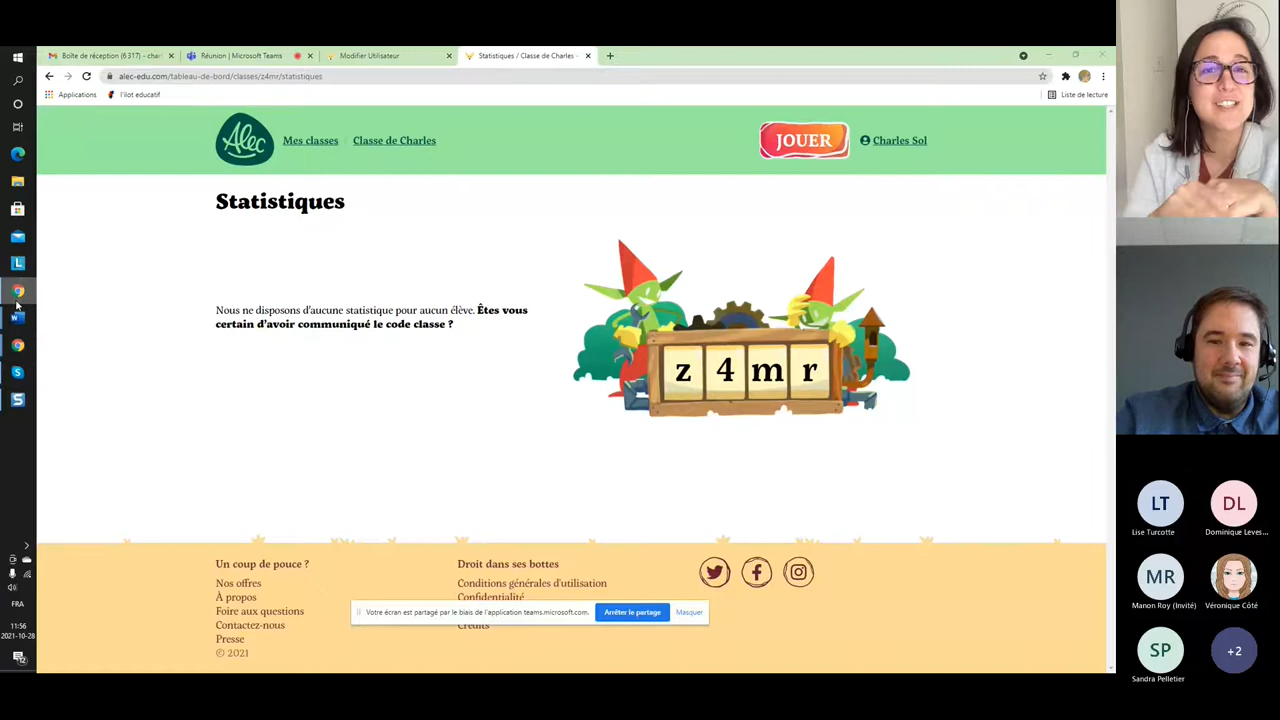 Boîte de réception (6 317) - char
Réunion | Microsoft Teams
Modifier Utilisateur
Statistiques / Classe de Charles -
alec-edu.com/tableau-de-bord/classes/z4mr/statistiques
Applications
l'ilot educatif
Liste de lecture
Alec
Mes classes
Classe de Charles
JOUER
Charles Sol
Statistiques
Nous ne disposons d'aucune statistique pour aucun élève. Êtes vous
certain d'avoir communiqué le code classe ?
z 4 m r
Un coup de pouce ?
Nos offres
À propos
Foire aux questions
Contactez-nous
Presse
© 2021
Droit dans ses bottes
Conditions générales d'utilisation
Confidentialité
Crédits
Votre écran est partagé par le biais de l'application teams.microsoft.com.
Arrêter le partage
Masquer
FRA
11:56
2021-10-28
LT
Lise Turcotte
DL
Dominique Leves...
MR
Manon Roy (Invité)
Véronique Côté
SP
Sandra Pelletier
+2